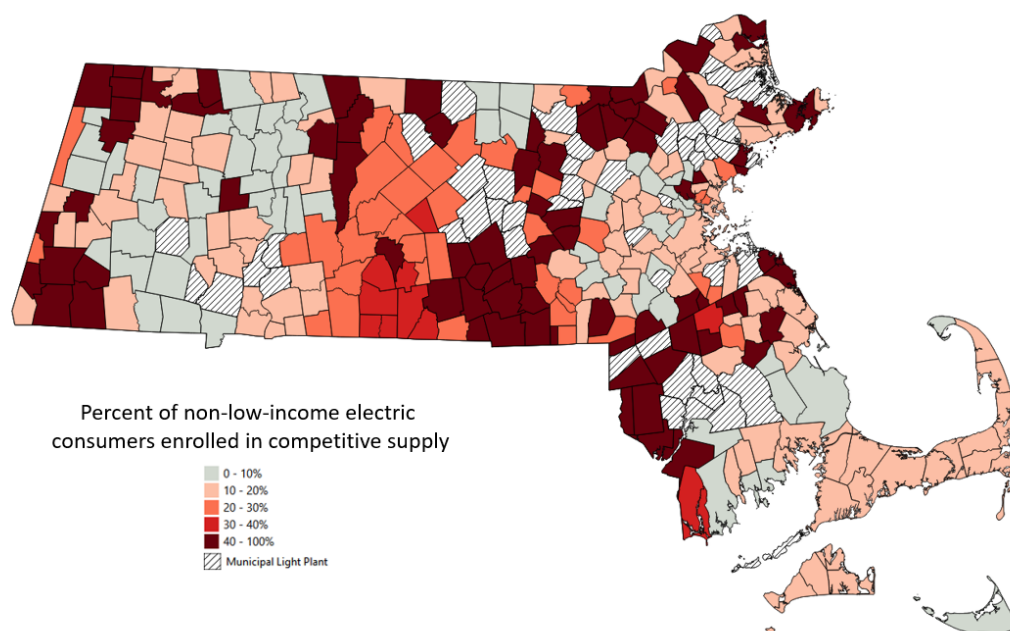 Percent of non-low-income electric
consumers enrolled in competitive supply
0 - 10%
10 - 20%
20 - 30%
30 - 40%
40 - 100%
Municipal Light Plant